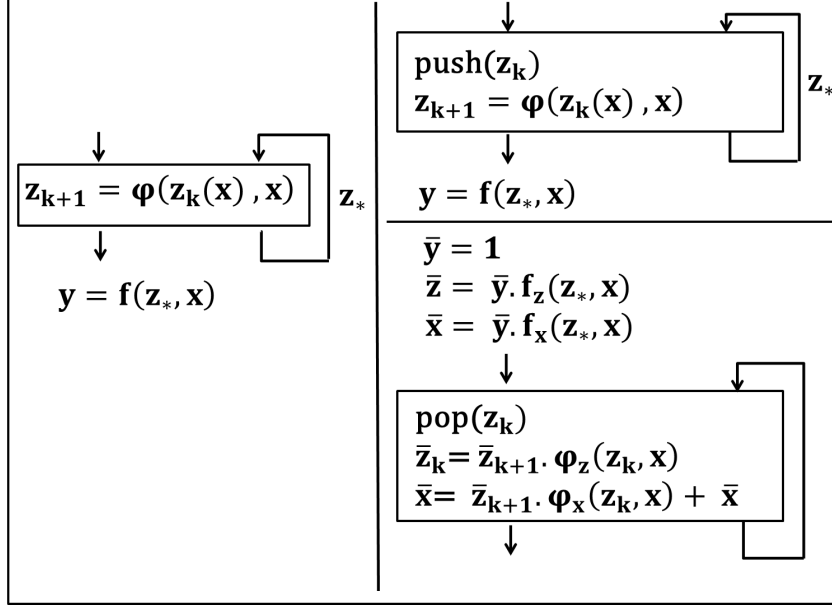 z_{k+1} = φ(z_k(x) , x)
z_*
y = f(z_*, x)
push(z_k)
z_{k+1} = φ(z_k(x) , x)
z_*
y = f(z_*, x)
ȳ = 1
z̄ = ȳ. f_z(z_*, x)
x̄ = ȳ. f_x(z_*, x)
pop(z_k)
z̄_k= z̄_{k+1}. φ_z(z_k, x)
x̄= z̄_{k+1}. φ_x(z_k, x) + x̄